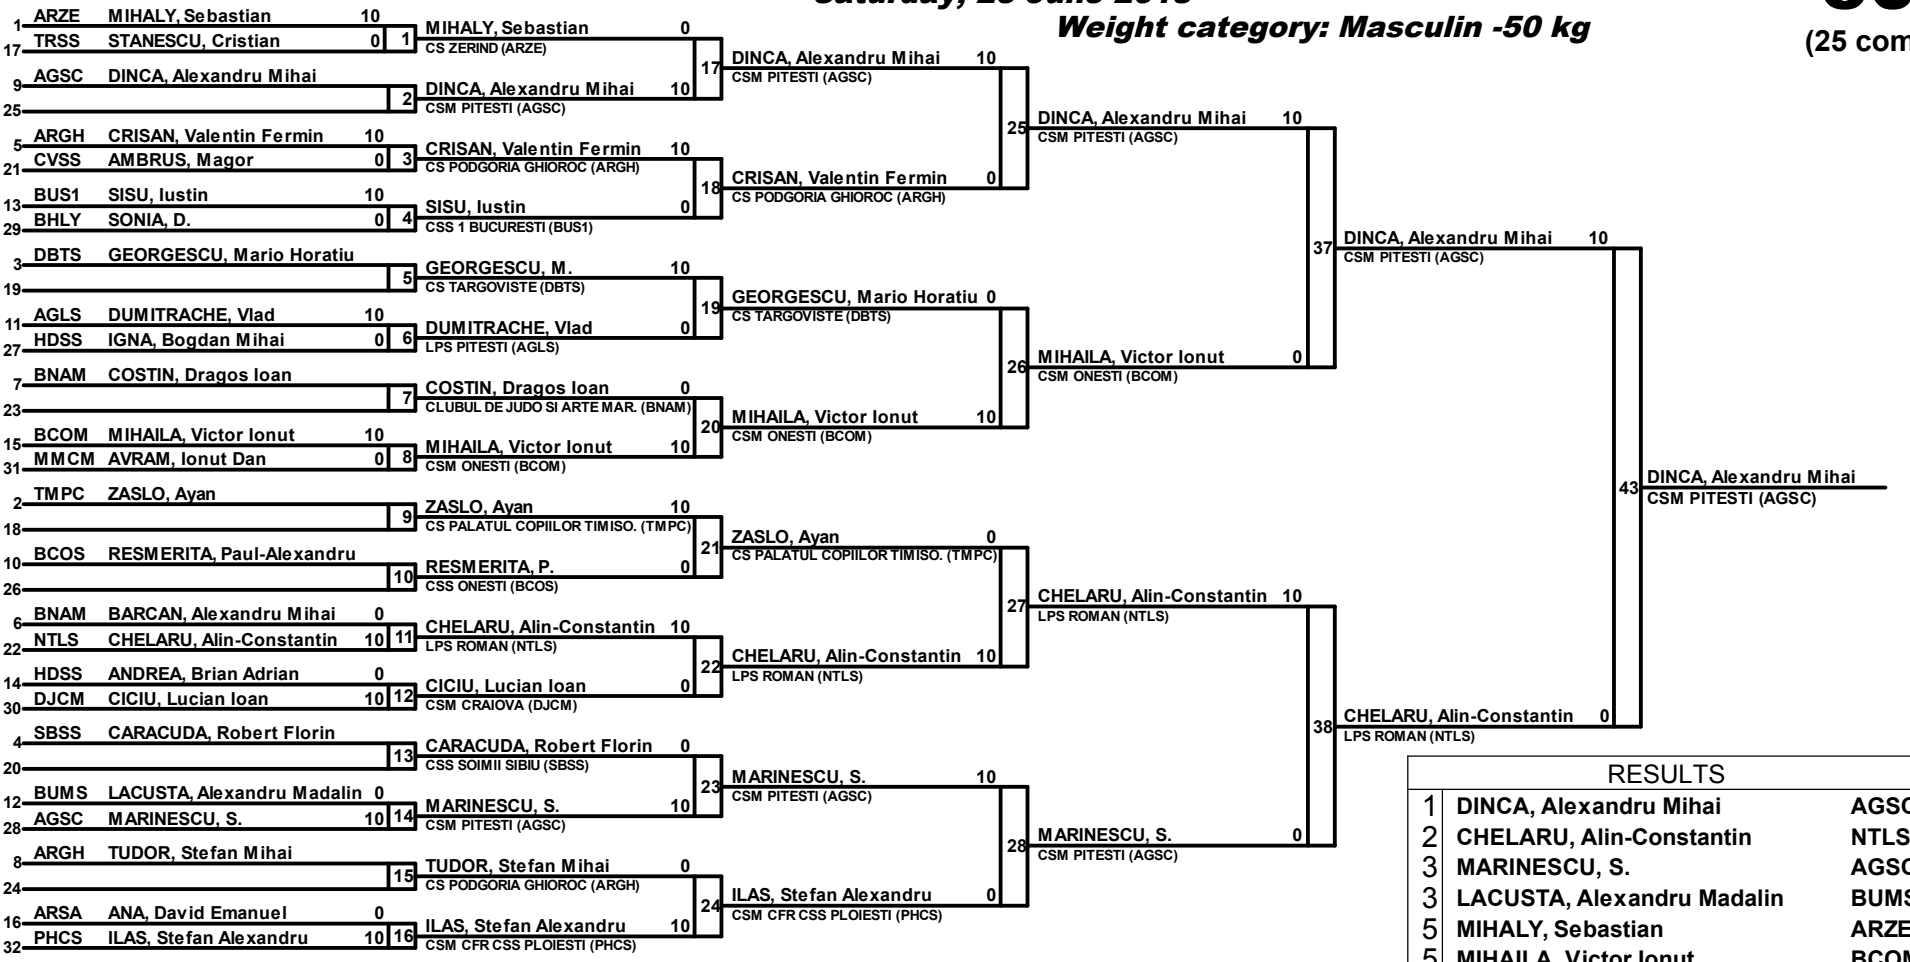 Weight category: Masculin -50 kg
(25 com
1 ARZE MIHALY, Sebastian 10
17 TRSS STANESCU, Cristian 0
1
MIHALY, Sebastian 0
CS ZERIND (ARZE)
9 AGSC DINCA, Alexandru Mihai
25
2
DINCA, Alexandru Mihai 10
CSM PITESTI (AGSC)
5 ARGH CRISAN, Valentin Fermin 10
21 CVSS AMBRUS, Magor 0
3
CRISAN, Valentin Fermin 10
CS PODGORIA GHIOROC (ARGH)
13 BUS1 SISU, Iustin 10
29 BHLY SONIA, D. 0
4
SISU, Iustin 0
CSS 1 BUCURESTI (BUS1)
3 DBTS GEORGESCU, Mario Horatiu
19
5
GEORGESCU, M. 10
CS TARGOVISTE (DBTS)
11 AGLS DUMITRACHE, Vlad 10
27 HDSS IGNA, Bogdan Mihai 0
6
DUMITRACHE, Vlad 0
LPS PITESTI (AGLS)
7 BNAM COSTIN, Dragos Ioan
23
7
COSTIN, Dragos Ioan 0
CLUBUL DE JUDO SI ARTE MAR. (BNAM)
15 BCOM MIHAILA, Victor Ionut 10
31 MMCM AVRAM, Ionut Dan 0
8
MIHAILA, Victor Ionut 10
CSM ONESTI (BCOM)
2 TMPC ZASLO, Ayan
18
9
ZASLO, Ayan 10
CS PALATUL COPIILOR TIMISO. (TMPC)
10 BCOS RESMERITA, Paul-Alexandru
26
10
RESMERITA, P. 0
CSS ONESTI (BCOS)
6 BNAM BARCAN, Alexandru Mihai 0
22 NTLS CHELARU, Alin-Constantin 10
11
CHELARU, Alin-Constantin 10
LPS ROMAN (NTLS)
14 HDSS ANDREA, Brian Adrian 0
30 DJCM CICIU, Lucian Ioan 10
12
CICIU, Lucian Ioan 0
CSM CRAIOVA (DJCM)
4 SBSS CARACUDA, Robert Florin
20
13
CARACUDA, Robert Florin 0
CSS SOIMII SIBIU (SBSS)
12 BUMS LACUSTA, Alexandru Madalin 0
28 AGSC MARINESCU, S. 10
14
MARINESCU, S. 10
CSM PITESTI (AGSC)
8 ARGH TUDOR, Stefan Mihai
24
15
TUDOR, Stefan Mihai 0
CS PODGORIA GHIOROC (ARGH)
16 ARSA ANA, David Emanuel 0
32 PHCS ILAS, Stefan Alexandru 10
16
ILAS, Stefan Alexandru 10
CSM CFR CSS PLOIESTI (PHCS)
17
DINCA, Alexandru Mihai 10
CSM PITESTI (AGSC)
18
CRISAN, Valentin Fermin 0
CS PODGORIA GHIOROC (ARGH)
19
GEORGESCU, Mario Horatiu 0
CS TARGOVISTE (DBTS)
20
MIHAILA, Victor Ionut 10
CSM ONESTI (BCOM)
21
ZASLO, Ayan 0
CS PALATUL COPIILOR TIMISO. (TMPC)
22
CHELARU, Alin-Constantin 10
LPS ROMAN (NTLS)
23
MARINESCU, S. 10
CSM PITESTI (AGSC)
24
ILAS, Stefan Alexandru 0
CSM CFR CSS PLOIESTI (PHCS)
25
DINCA, Alexandru Mihai 10
CSM PITESTI (AGSC)
26
MIHAILA, Victor Ionut 0
CSM ONESTI (BCOM)
27
CHELARU, Alin-Constantin 10
LPS ROMAN (NTLS)
28
MARINESCU, S. 0
CSM PITESTI (AGSC)
37
DINCA, Alexandru Mihai 10
CSM PITESTI (AGSC)
38
CHELARU, Alin-Constantin 0
LPS ROMAN (NTLS)
43
DINCA, Alexandru Mihai
CSM PITESTI (AGSC)
RESULTS
1 DINCA, Alexandru Mihai AGSC
2 CHELARU, Alin-Constantin NTLS
3 MARINESCU, S. AGSC
3 LACUSTA, Alexandru Madalin BUMS
5 MIHALY, Sebastian ARZE
5 MIHAILA, Victor Ionut BCOM